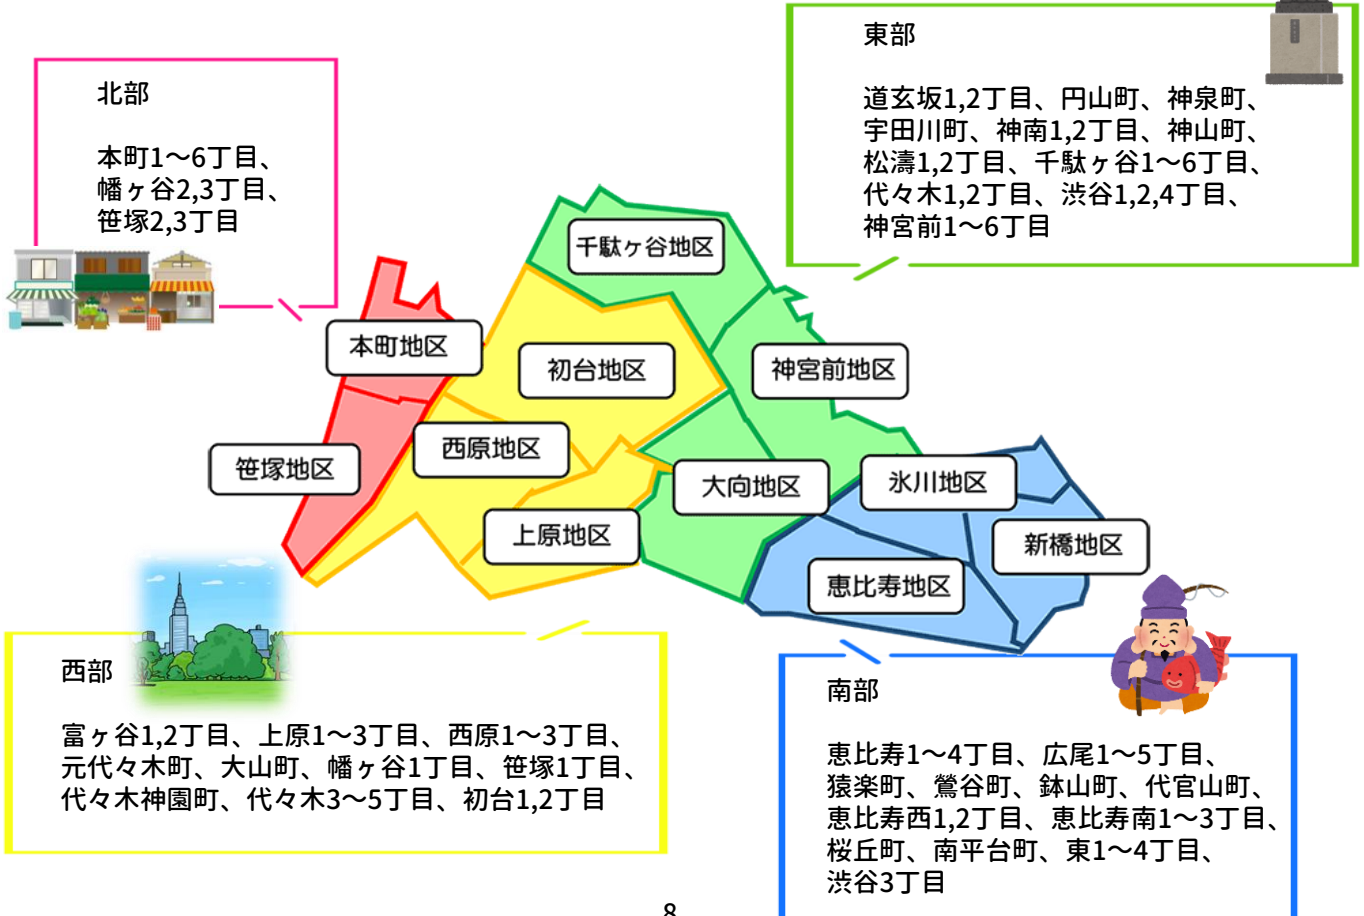 東部
道玄坂1,2丁目、円山町、神泉町、
宇田川町、神南1,2丁目、神山町、
松濤1,2丁目、千駄ヶ谷1～6丁目、
代々木1,2丁目、渋谷1,2,4丁目、
神宮前1～6丁目
北部
本町1～6丁目、
幡ヶ谷2,3丁目、
笹塚2,3丁目
千駄ヶ谷地区
本町地区
初台地区
神宮前地区
西原地区
笹塚地区
大向地区
氷川地区
上原地区
新橋地区
恵比寿地区
西部
富ヶ谷1,2丁目、上原1～3丁目、西原1～3丁目、
元代々木町、大山町、幡ヶ谷1丁目、笹塚1丁目、
代々木神園町、代々木3～5丁目、初台1,2丁目
南部
恵比寿1～4丁目、広尾1～5丁目、
猿楽町、鶯谷町、鉢山町、代官山町、
恵比寿西1,2丁目、恵比寿南1～3丁目、
桜丘町、南平台町、東1～4丁目、
渋谷3丁目
8